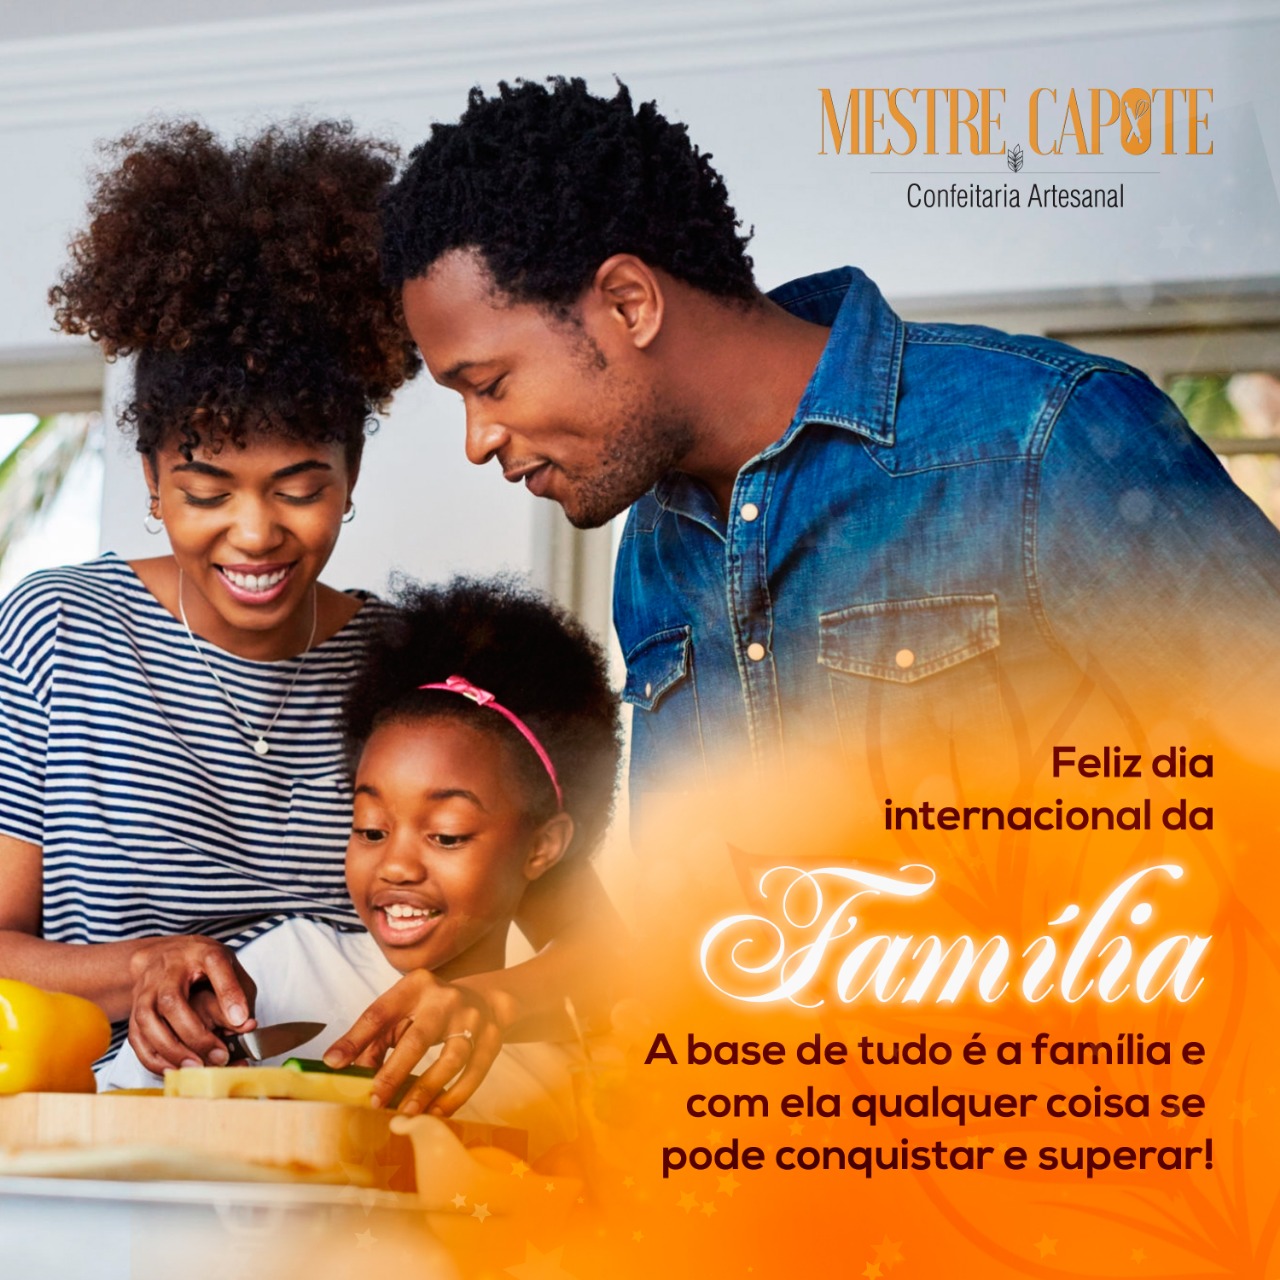 MESTRE CAPOTE
Confeitaria Artesanal
Feliz dia
internacional da
Família
A base de tudo é a família e
com ela qualquer coisa se
pode conquistar e superar!